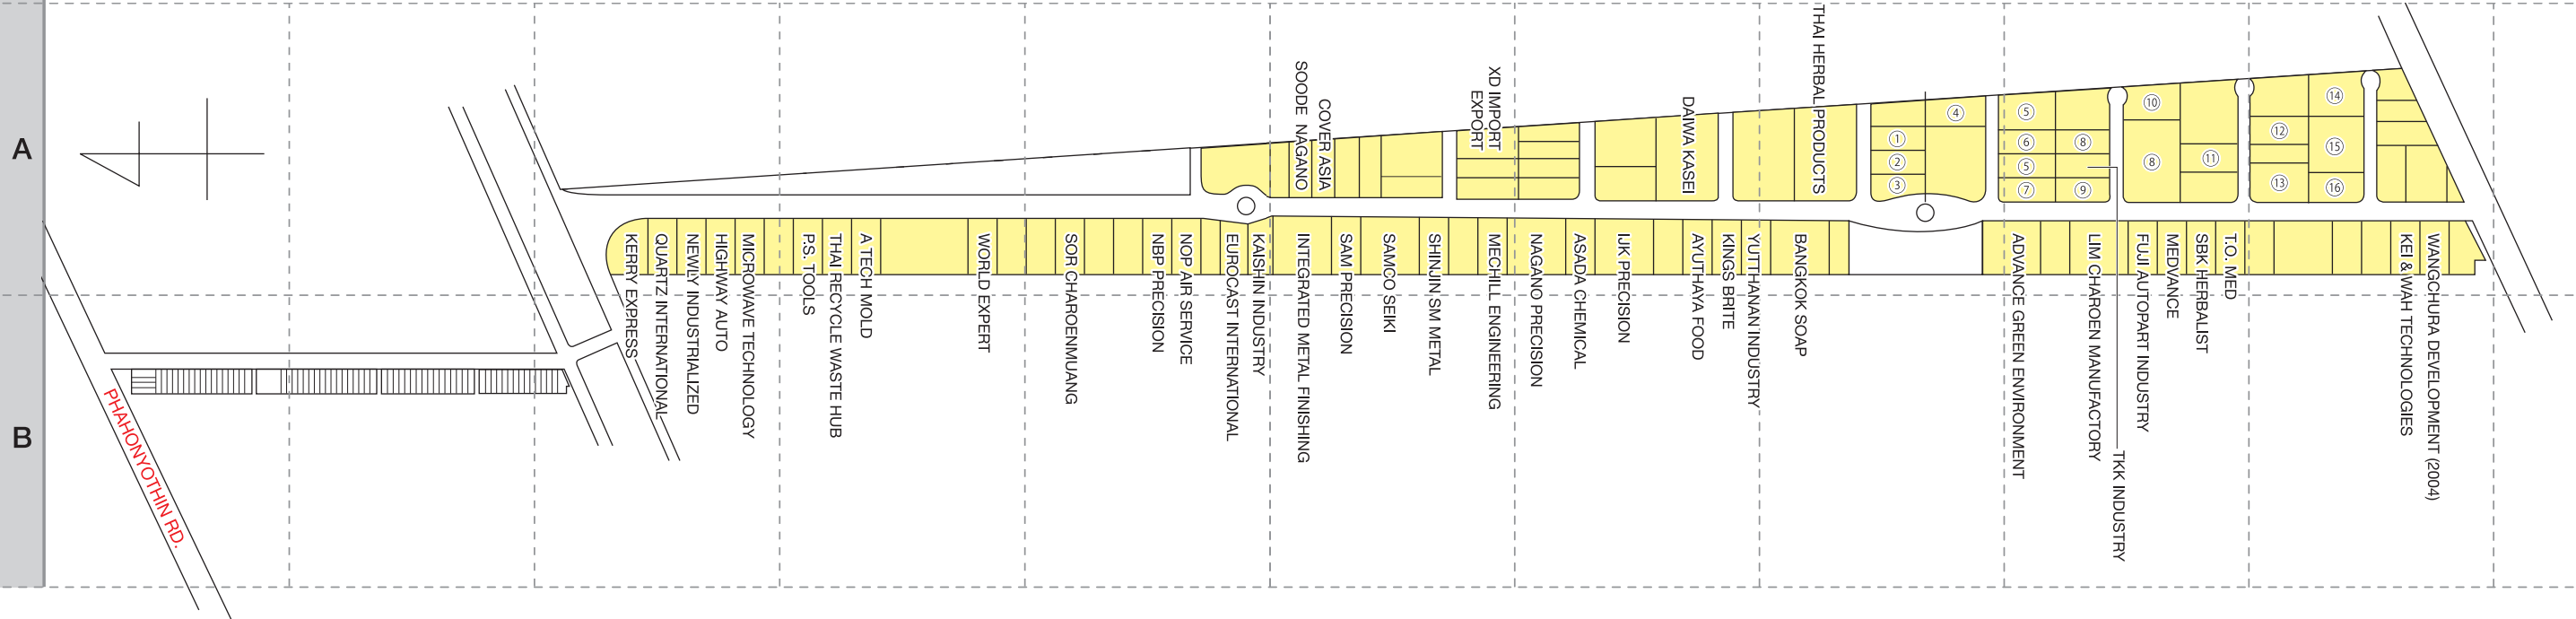 A
B
PHAHONYOTHIN RD.
SOODE NAGANO
COVER ASIA
XD IMPORT
EXPORT
DAIWA KASEI
THAI HERBAL PRODUCTS
1
2
3
4
5
6
5
7
8
9
10
8
11
12
13
14
15
16
KERRY EXPRESS
QUARTZ INTERNATIONAL
NEWLY INDUSTRIALIZED
HIGHWAY AUTO
MICROWAVE TECHNOLOGY
P.S. TOOLS
THAI RECYCLE WASTE HUB
A TECH MOLD
WORLD EXPERT
SOR CHAROENMUANG
NBP PRECISION
NOP AIR SERVICE
EUROCAST INTERNATIONAL
KAISHIN INDUSTRY
INTEGRATED METAL FINISHING
SAM PRECISION
SAMCO SEIKI
SHINJIN SM METAL
MECHILL ENGINEERING
NAGANO PRECISION
ASADA CHEMICAL
IJK PRECISION
AYUTHAYA FOOD
KINGS BRITE
YUTTHANAN INDUSTRY
BANGKOK SOAP
ADVANCE GREEN ENVIRONMENT
LIM CHAROEN MANUFACTORY
TKK INDUSTRY
FUJI AUTOPART INDUSTRY
MEDVANCE
SBK HERBALIST
T.O. MED
KEI & WAH TECHNOLOGIES
WANGCHURA DEVELOPMENT (2004)